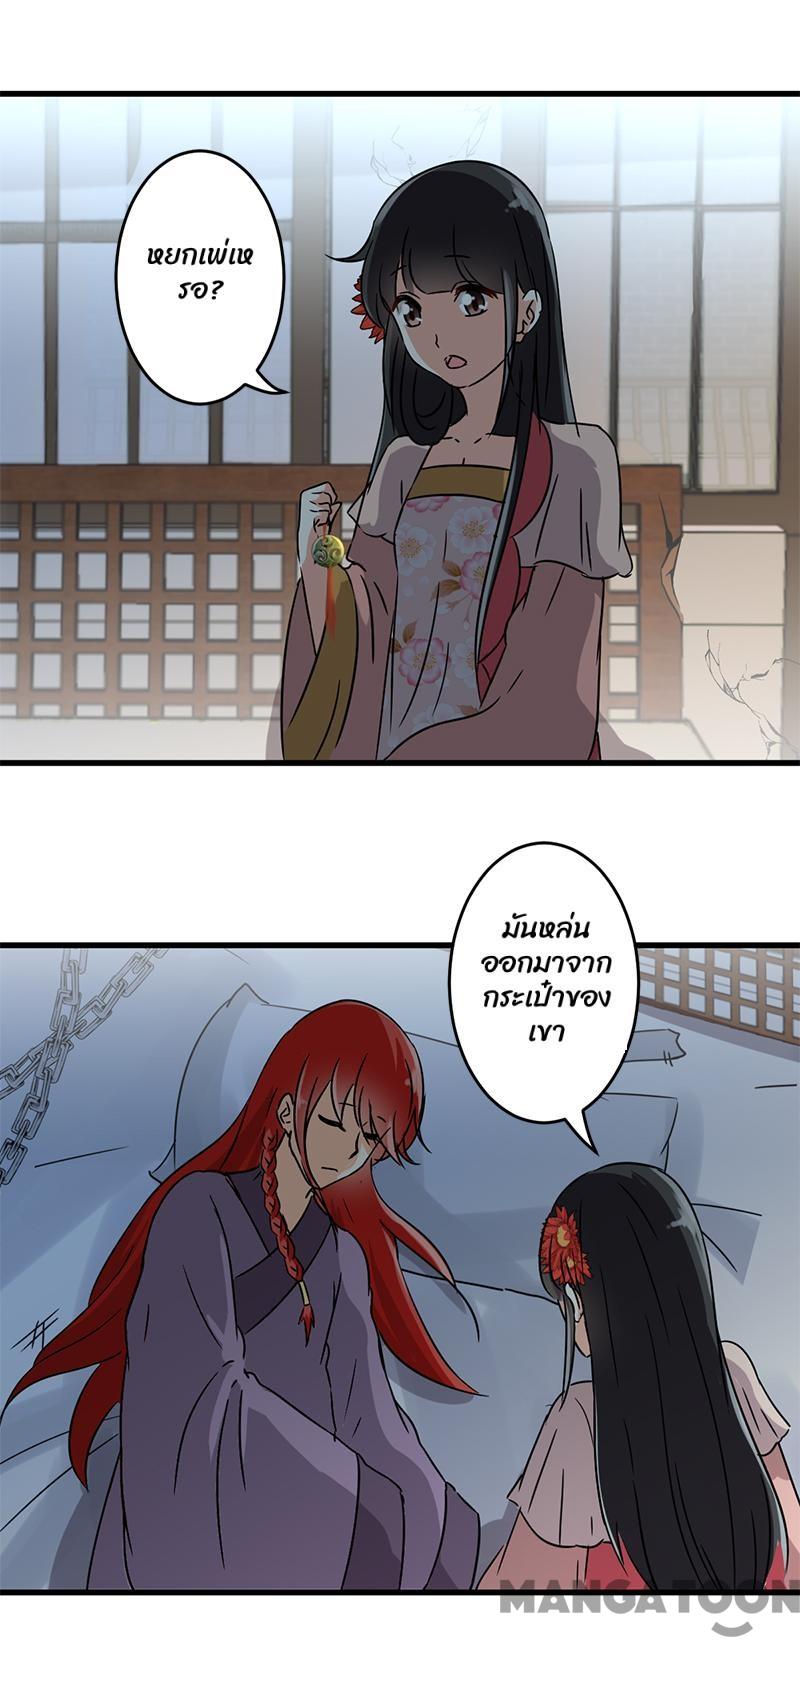 หยกเพ่เห
รอ?
มันหล่น
ออกมาจาก
กระเป๋าของ
เขา
MANGATOON